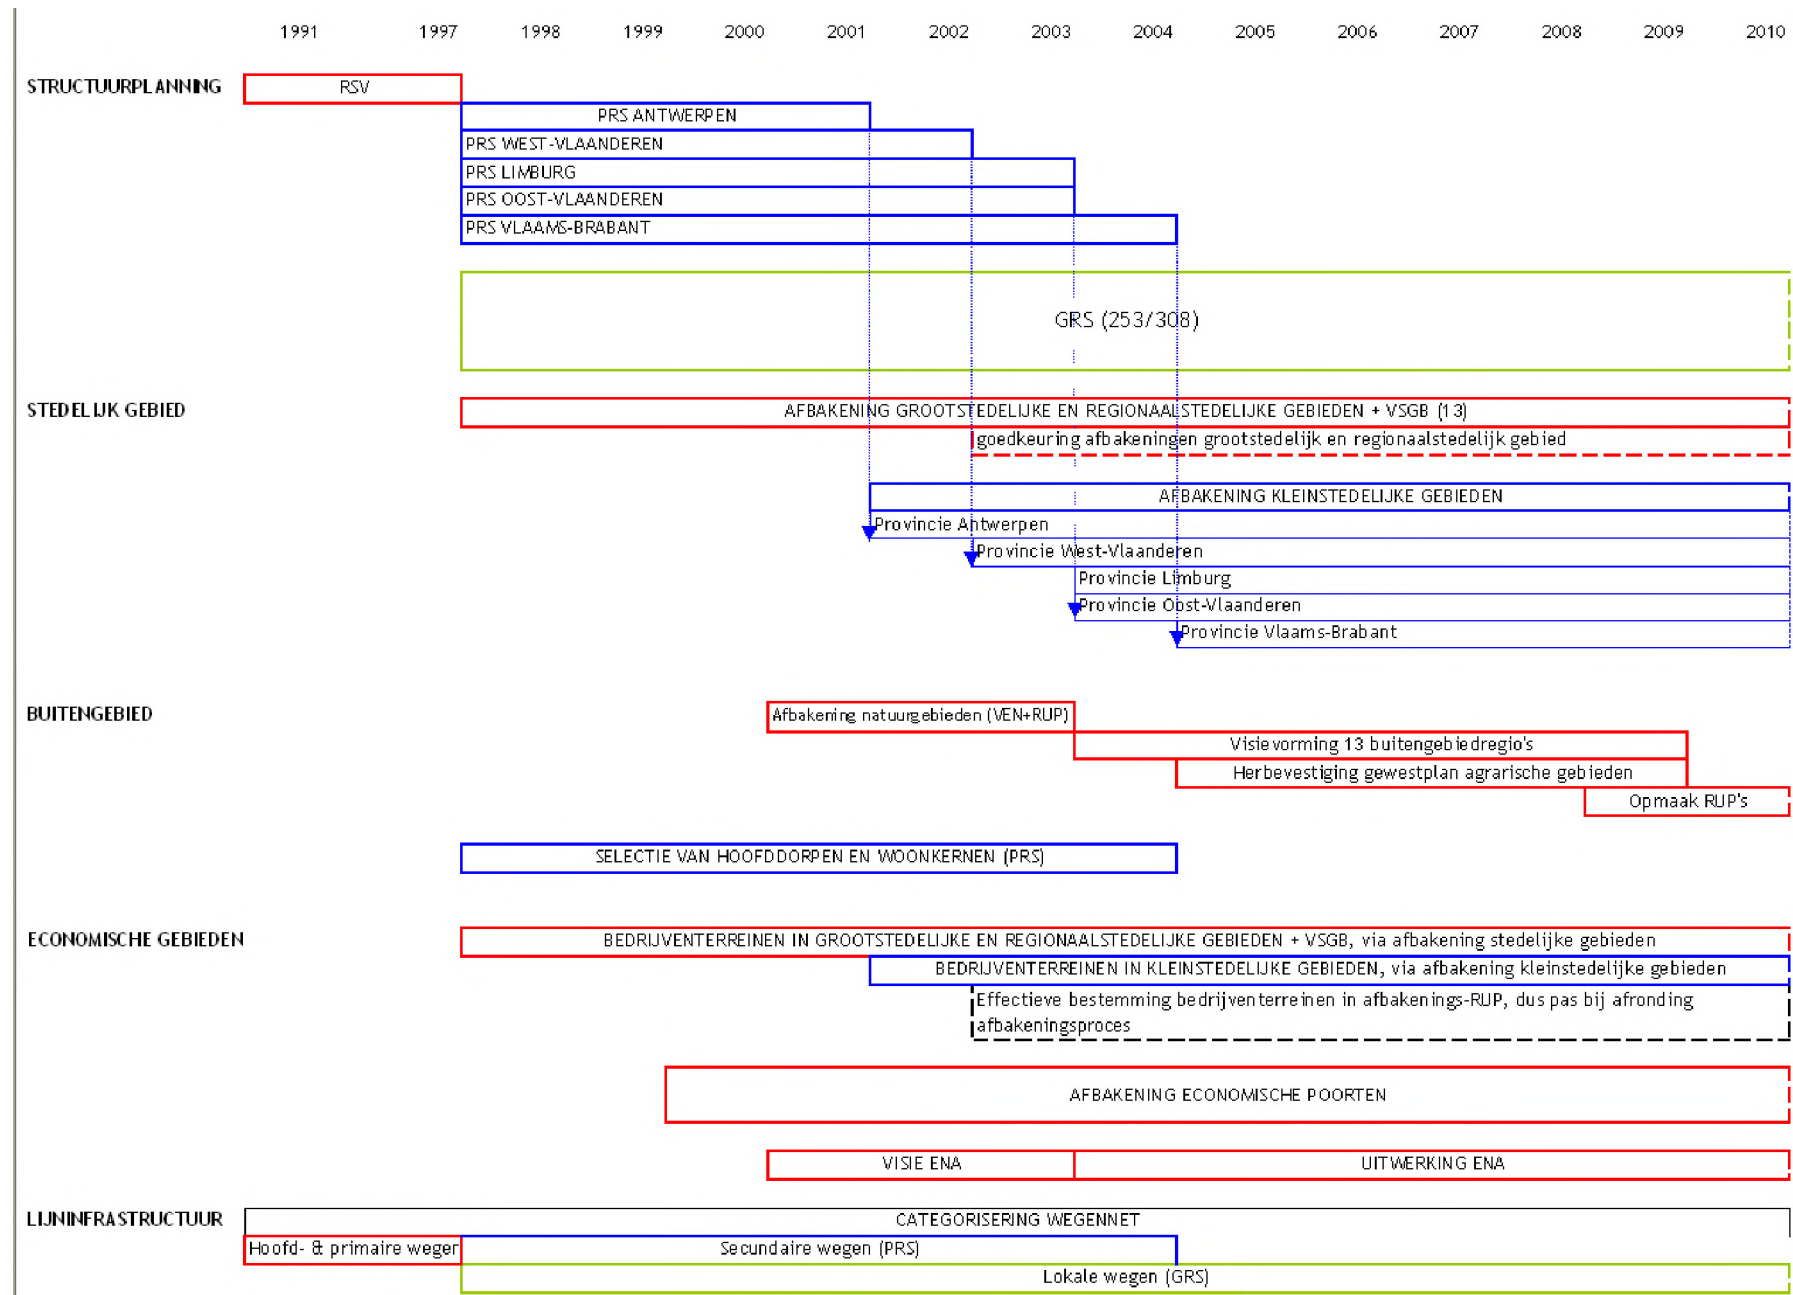 1991 1997 1998 1999 2000 2001 2002 2003 2004 2005 2006 2007 2008 2009 2010
STRUCTUURPLANNING
RSV
PRS ANTWERPEN
PRS WEST-VLAANDEREN
PRS LIMBURG
PRS OOST-VLAANDEREN
PRS VLAAMS-BRABANT
GRS (253/308)
STEDELIJK GEBIED
AFBAKENING GROOTSTEDELIJKE EN REGIONAALSTEDELIJKE GEBIEDEN + VSGB (13)
goedkeuring afbakeningen grootstedelijk en regionaalstedelijk gebied
AFBAKENING KLEINSTEDELIJKE GEBIEDEN
Provincie Antwerpen
Provincie West-Vlaanderen
Provincie Limburg
Provincie Oost-Vlaanderen
Provincie Vlaams-Brabant
BUITENGEBIED
Afbakening natuurgebieden (VEN+RUP)
Visievorming 13 buitengebiedregio's
Herbevestiging gewestplan agrarische gebieden
Opmaak RUP's
SELECTIE VAN HOOFDDORPEN EN WOONKERNEN (PRS)
ECONOMISCHE GEBIEDEN
BEDRIJVENTERREINEN IN GROOTSTEDELIJKE EN REGIONAALSTEDELIJKE GEBIEDEN + VSGB, via afbakening stedelijke gebieden
BEDRIJVENTERREINEN IN KLEINSTEDELIJKE GEBIEDEN, via afbakening kleinstedelijke gebieden
Effectieve bestemming bedrijventerreinen in afbakenings-RUP, dus pas bij afronding
afbakeningsproces
AFBAKENING ECONOMISCHE POORTEN
VISIE ENA
UITWERKING ENA
LIJNINFRASTRUCTUUR
CATEGORISERING WEGENNET
Hoofd- & primaire weger
Secundaire wegen (PRS)
Lokale wegen (GRS)